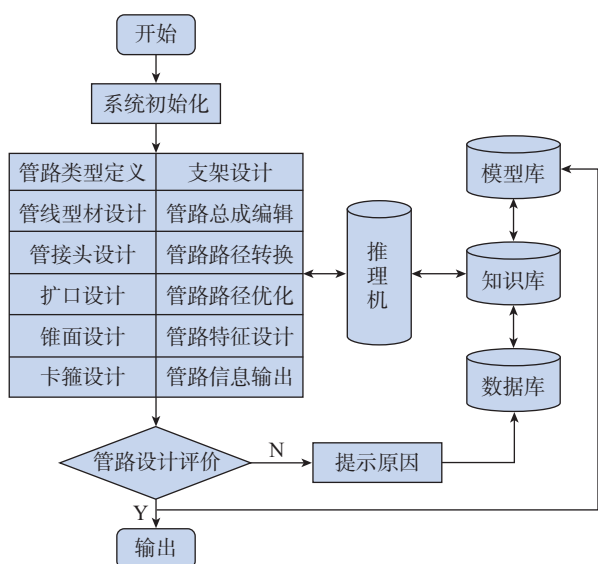 开始
系统初始化
管路类型定义
支架设计
管线型材设计
管路总成编辑
管接头设计
管路路径转换
扩口设计
管路路径优化
锥面设计
管路特征设计
卡箍设计
管路信息输出
推理机
模型库
知识库
数据库
管路设计评价
N
提示原因
Y
输出